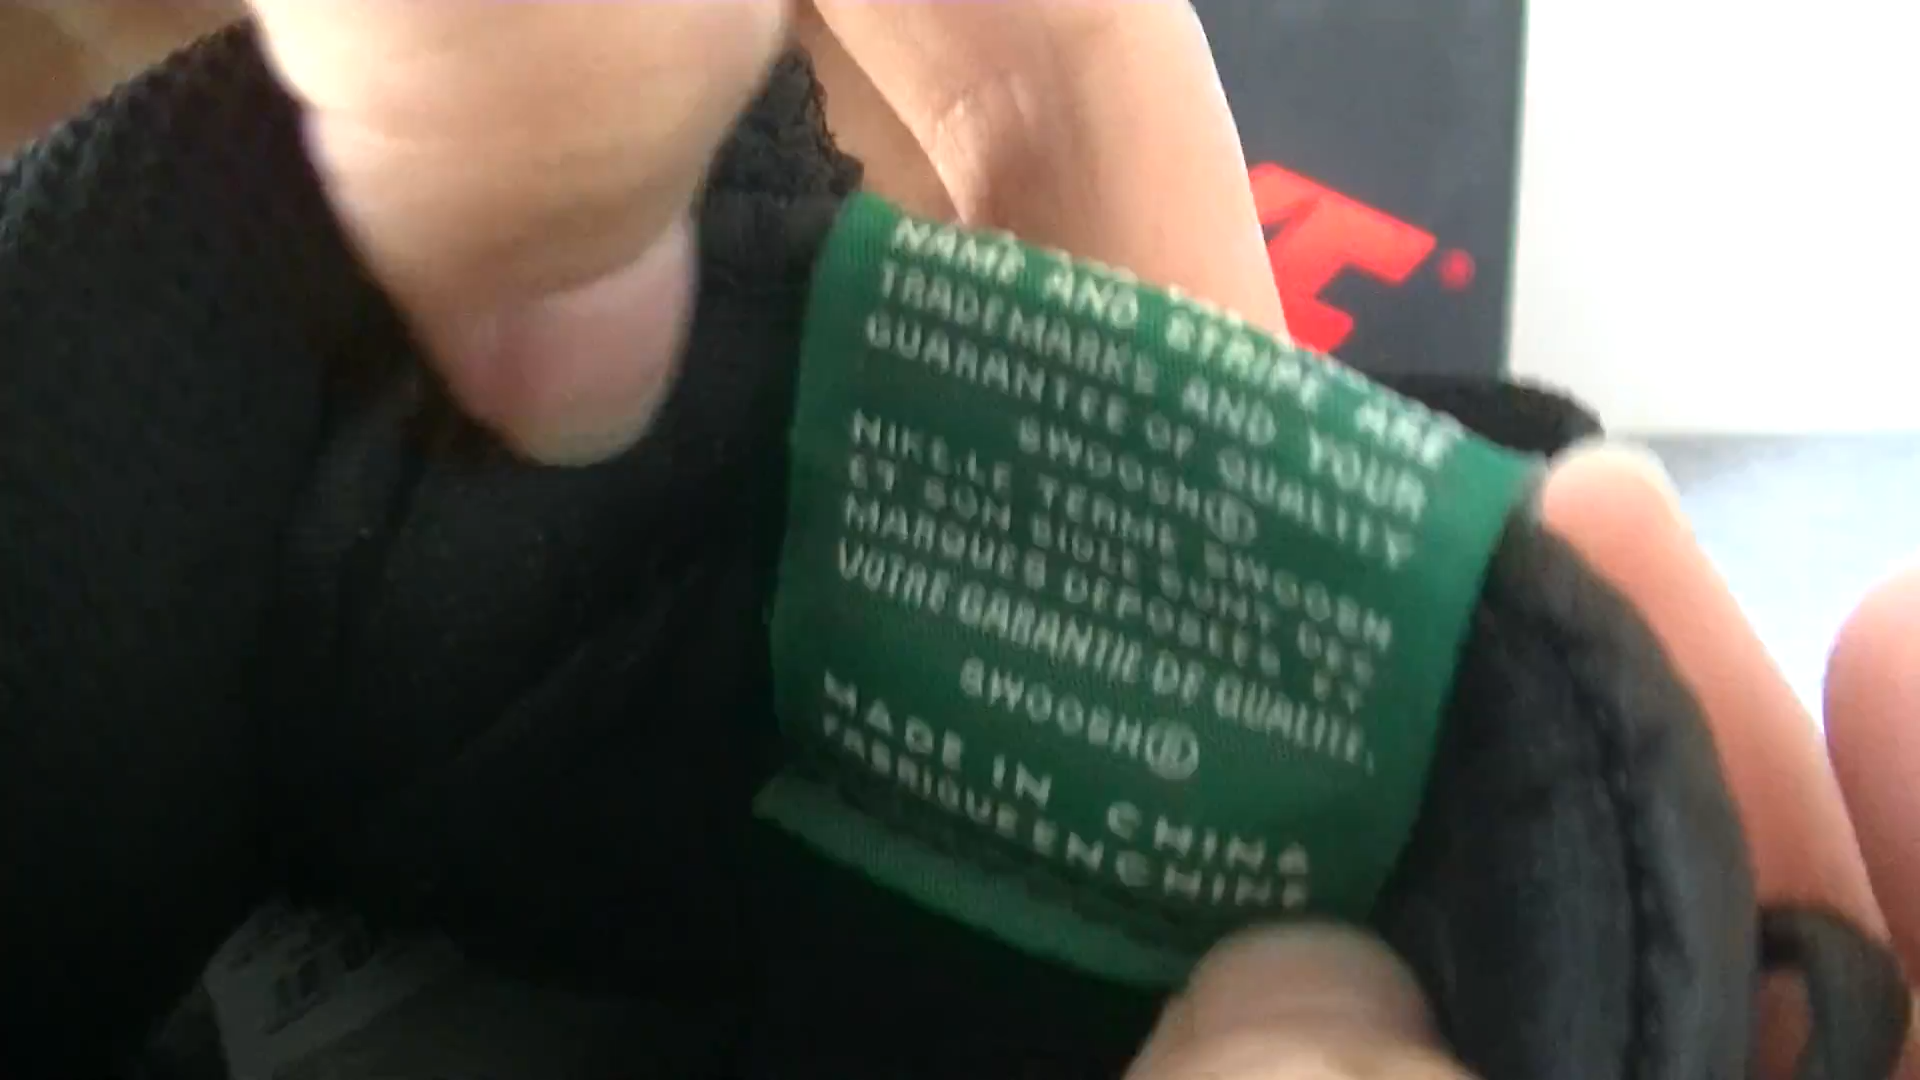 NAME AND STRIPE ARE
TRADEMARKS AND YOUR
GUARANTEE OF QUALITY
SWOOSH®
NIKE.LE TERME SWOOSH
ET SON SIGLE SONT DES
MARQUES DEPOSEES ET
VOTRE GARANTIE DE QUALITE.
SWOOSH®
MADE IN CHINA
FABRIQUE EN CHINE